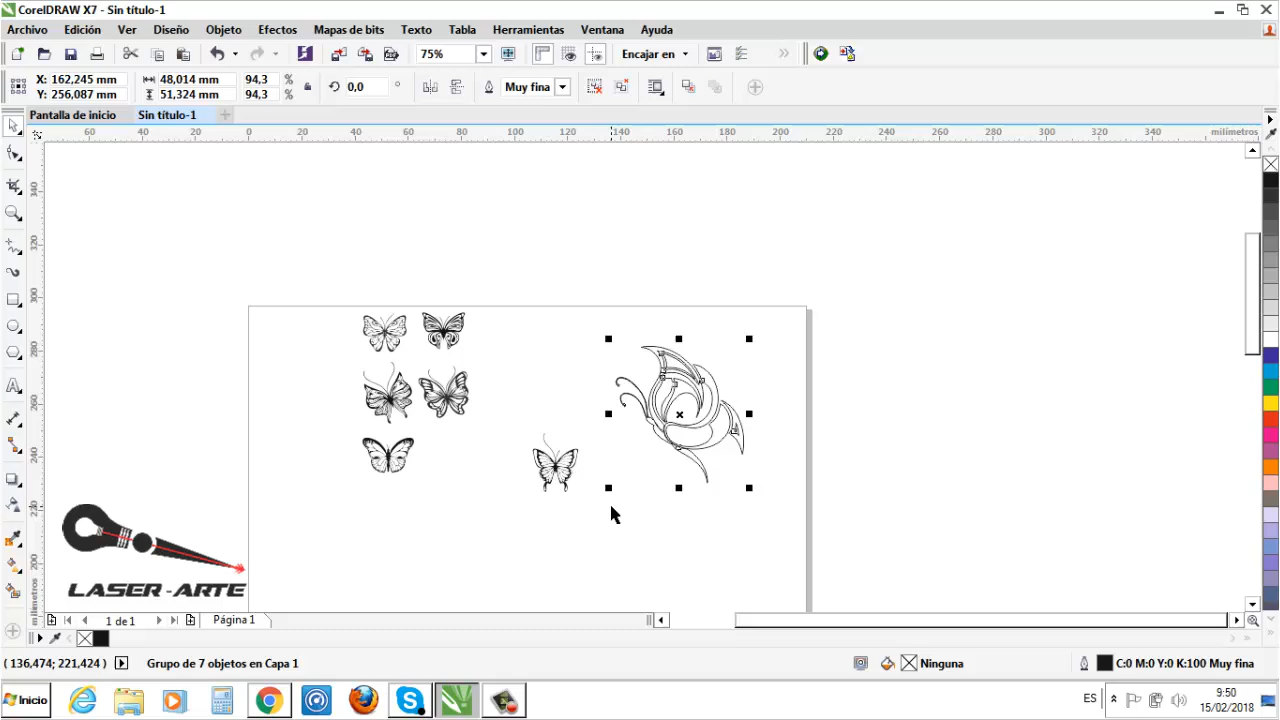 CorelDRAW X7 - Sin título-1
Archivo Edición Ver Diseño Objeto Efectos Mapas de bits Texto Tabla Herramientas Ventana Ayuda
75% Encajar en
X: 162,245 mm 48,014 mm 94,3 %
Y: 256,087 mm 51,324 mm 94,3 %
0,0 ° Muy fina
Pantalla de inicio Sin título-1
60 40 20 0 20 40 60 80 100 120 140 160 180 200 220 240 260 280 300 320 340 milímetros
340
320
300
280
260
240
220
200
milímetros
LASER-ARTE
1 de 1 Página 1
( 136,474; 221,424 ) Grupo de 7 objetos en Capa 1 Ninguna C:0 M:0 Y:0 K:100 Muy fina
Inicio ES 9:50
15/02/2018